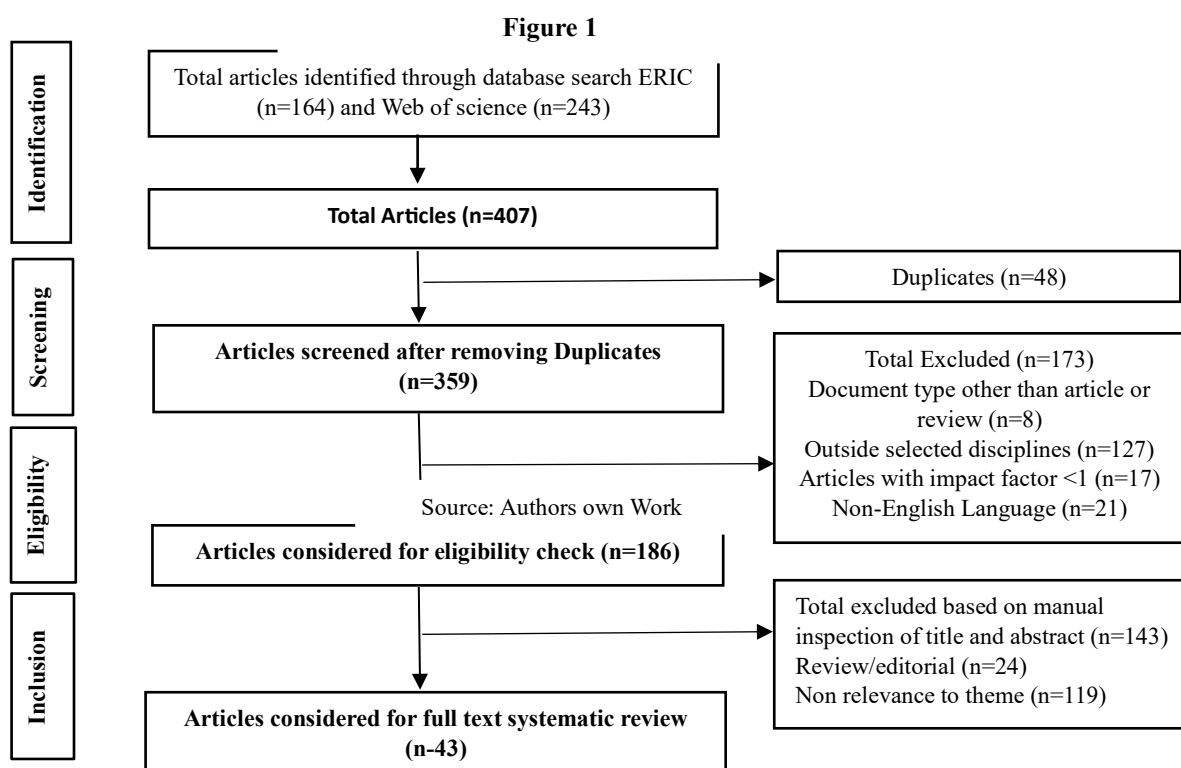 Figure 1
Identification
Total articles identified through database search ERIC
(n=164) and Web of science (n=243)
Total Articles (n=407)
Screening
Duplicates (n=48)
Articles screened after removing Duplicates
(n=359)
Total Excluded (n=173)
Document type other than article or
review (n=8)
Outside selected disciplines (n=127)
Articles with impact factor <1 (n=17)
Non-English Language (n=21)
Eligibility
Source: Authors own Work
Articles considered for eligibility check (n=186)
Inclusion
Total excluded based on manual
inspection of title and abstract (n=143)
Review/editorial (n=24)
Non relevance to theme (n=119)
Articles considered for full text systematic review
(n-43)